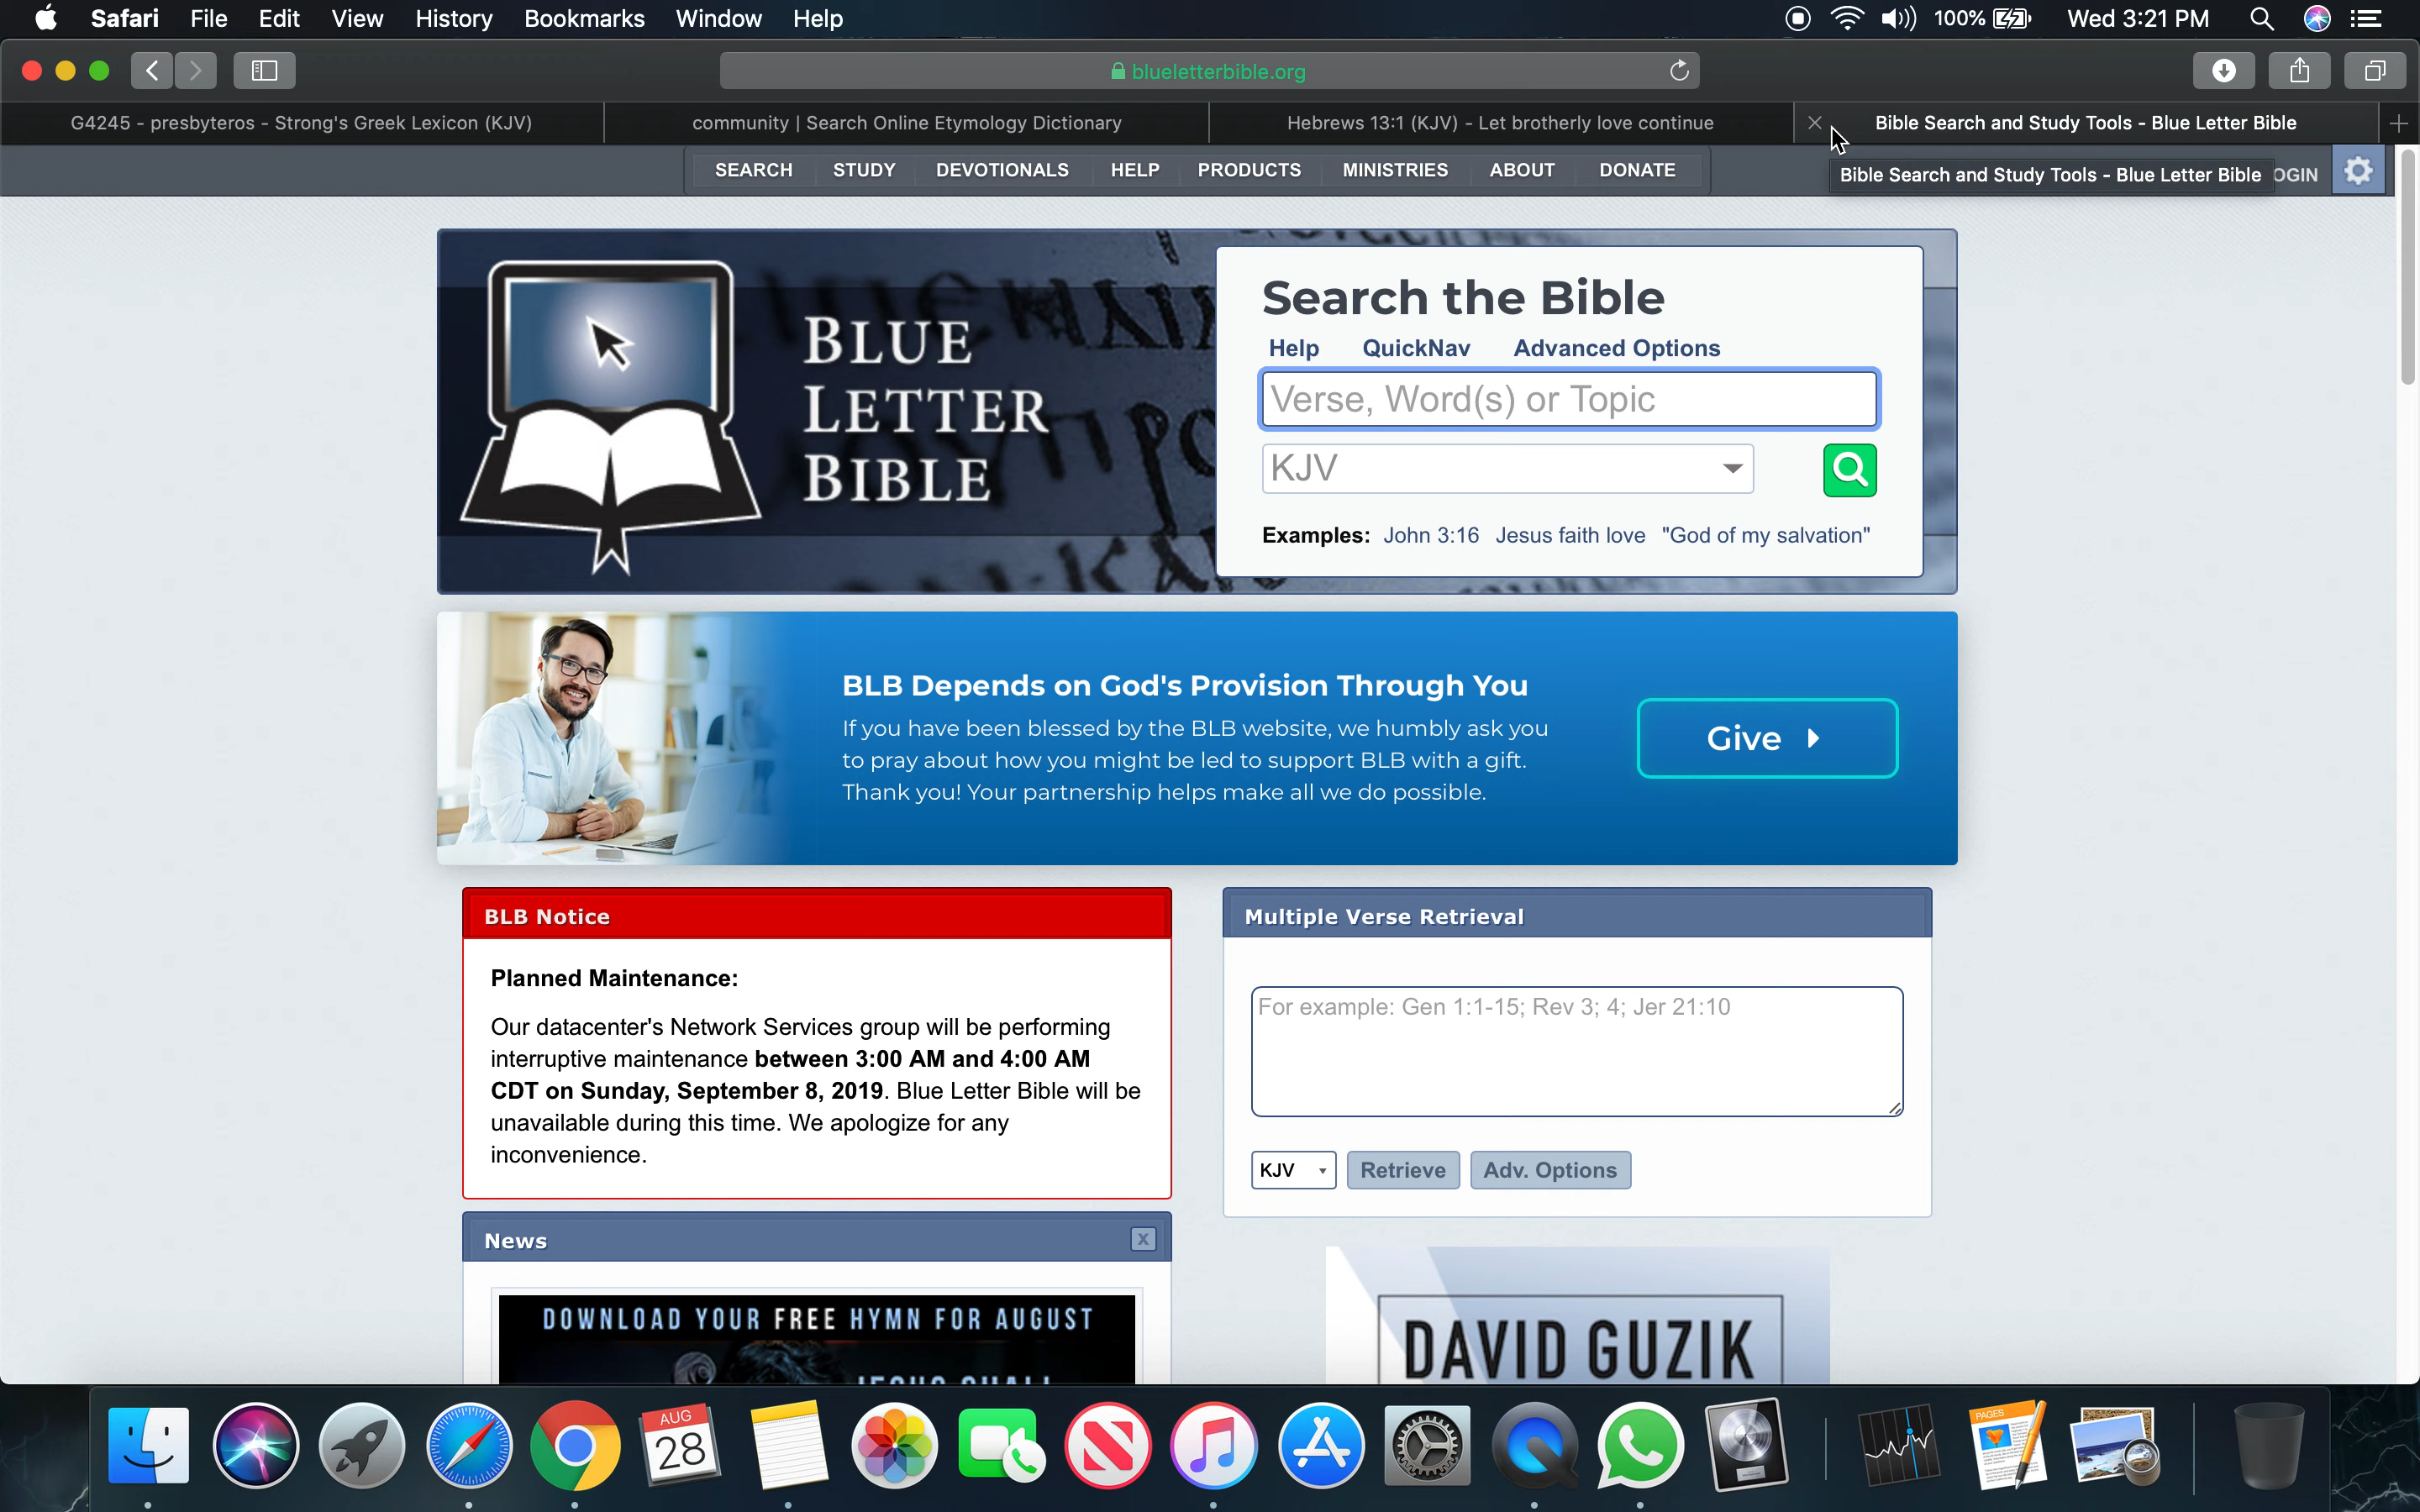 Safari File Edit View History Bookmarks Window Help 100% Wed 3:21 PM
blueletterbible.org
G4245 - presbyteros - Strong's Greek Lexicon (KJV) community | Search Online Etymology Dictionary Hebrews 13:1 (KJV) - Let brotherly love continue Bible Search and Study Tools - Blue Letter Bible
SEARCH STUDY DEVOTIONALS HELP PRODUCTS MINISTRIES ABOUT DONATE Bible Search and Study Tools - Blue Letter Bible OGIN
BLUE
LETTER
BIBLE
Search the Bible
Help QuickNav Advanced Options
Verse, Word(s) or Topic
KJV
Examples: John 3:16 Jesus faith love "God of my salvation"
BLB Depends on God's Provision Through You
If you have been blessed by the BLB website, we humbly ask you
to pray about how you might be led to support BLB with a gift.
Thank you! Your partnership helps make all we do possible.
Give
BLB Notice
Planned Maintenance:
Our datacenter's Network Services group will be performing
interruptive maintenance between 3:00 AM and 4:00 AM
CDT on Sunday, September 8, 2019. Blue Letter Bible will be
unavailable during this time. We apologize for any
inconvenience.
Multiple Verse Retrieval
For example: Gen 1:1-15; Rev 3; 4; Jer 21:10
KJV Retrieve Adv. Options
News x
DOWNLOAD YOUR FREE HYMN FOR AUGUST
DAVID GUZIK
AUG
28
PAGES